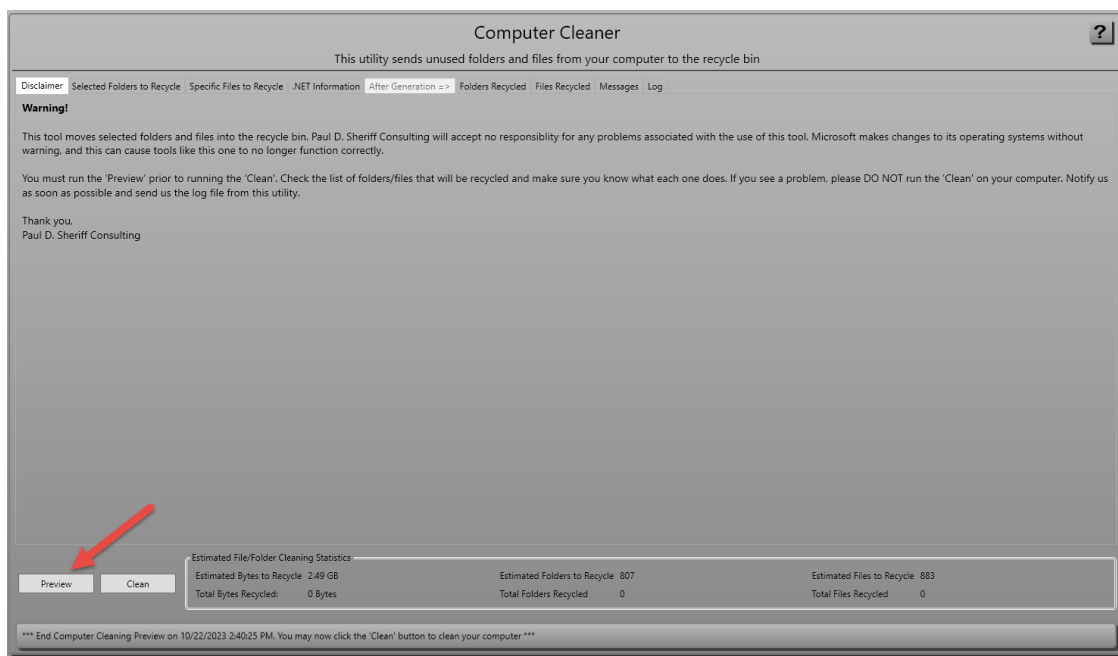 Computer Cleaner
?
This utility sends unused folders and files from your computer to the recycle bin
Disclaimer Selected Folders to Recycle Specific Files to Recycle .NET Information After Generation => Folders Recycled Files Recycled Messages Log
Warning!
This tool moves selected folders and files into the recycle bin. Paul D. Sheriff Consulting will accept no responsiblity for any problems associated with the use of this tool. Microsoft makes changes to its operating systems without
warning, and this can cause tools like this one to no longer function correctly.
You must run the 'Preview' prior to running the 'Clean'. Check the list of folders/files that will be recycled and make sure you know what each one does. If you see a problem, please DO NOT run the 'Clean' on your computer. Notify us
as soon as possible and send us the log file from this utility.
Thank you,
Paul D. Sheriff Consulting
Preview Clean
Estimated File/Folder Cleaning Statistics
Estimated Bytes to Recycle 2.49 GB Estimated Folders to Recycle 807 Estimated Files to Recycle 883
Total Bytes Recycled: 0 Bytes Total Folders Recycled 0 Total Files Recycled 0
*** End Computer Cleaning Preview on 10/22/2023 2:40:25 PM. You may now click the 'Clean' button to clean your computer ***